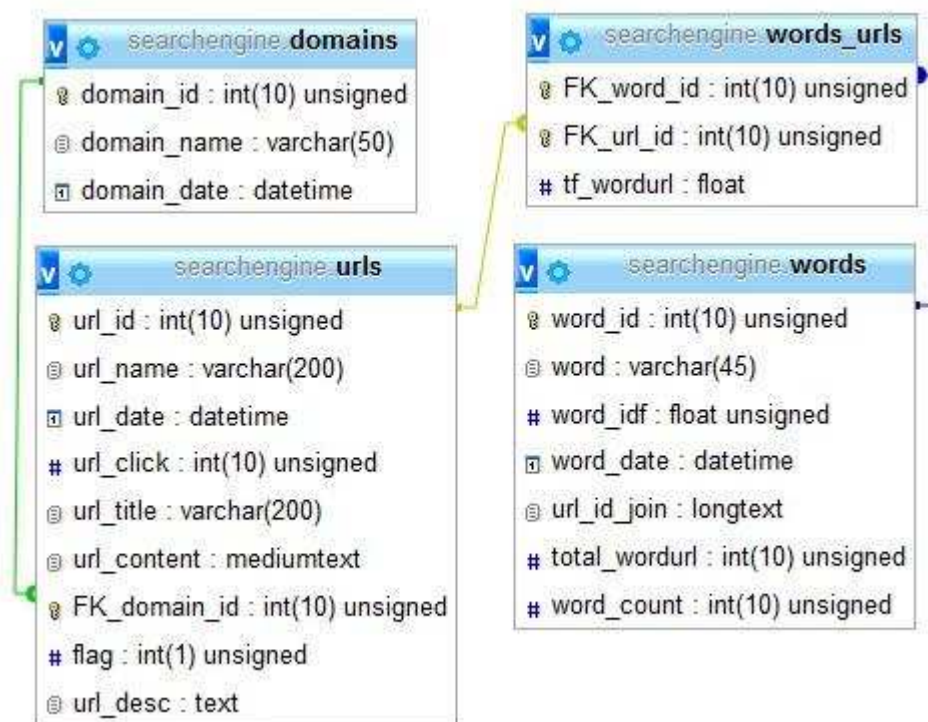 searchengine.domains
domain_id : int(10) unsigned
domain_name : varchar(50)
domain_date : datetime
searchengine.words_urls
FK_word_id : int(10) unsigned
FK_url_id : int(10) unsigned
tf_wordurl : float
searchengine.urls
url_id : int(10) unsigned
url_name : varchar(200)
url_date : datetime
# url_click : int(10) unsigned
url_title : varchar(200)
url_content : mediumtext
FK_domain_id : int(10) unsigned
# flag : int(1) unsigned
url_desc : text
searchengine.words
word_id : int(10) unsigned
word : varchar(45)
# word_idf : float unsigned
word_date : datetime
url_id_join : longtext
# total_wordurl : int(10) unsigned
# word_count : int(10) unsigned